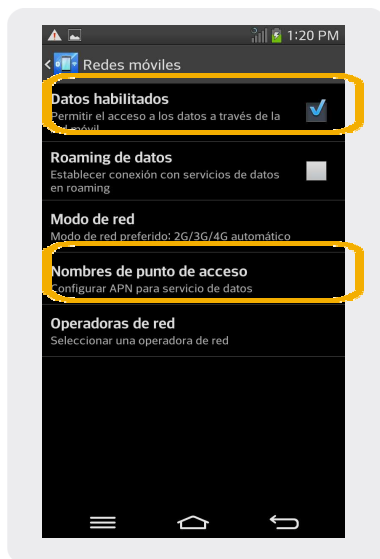 1:20 PM
Redes móviles
Datos habilitados
Permitir el acceso a los datos a través de la
red móvil
Roaming de datos
Establecer conexión con servicios de datos
en roaming
Modo de red
Modo de red preferido: 2G/3G/4G automático
Nombres de punto de acceso
Configurar APN para servicio de datos
Operadoras de red
Seleccionar una operadora de red